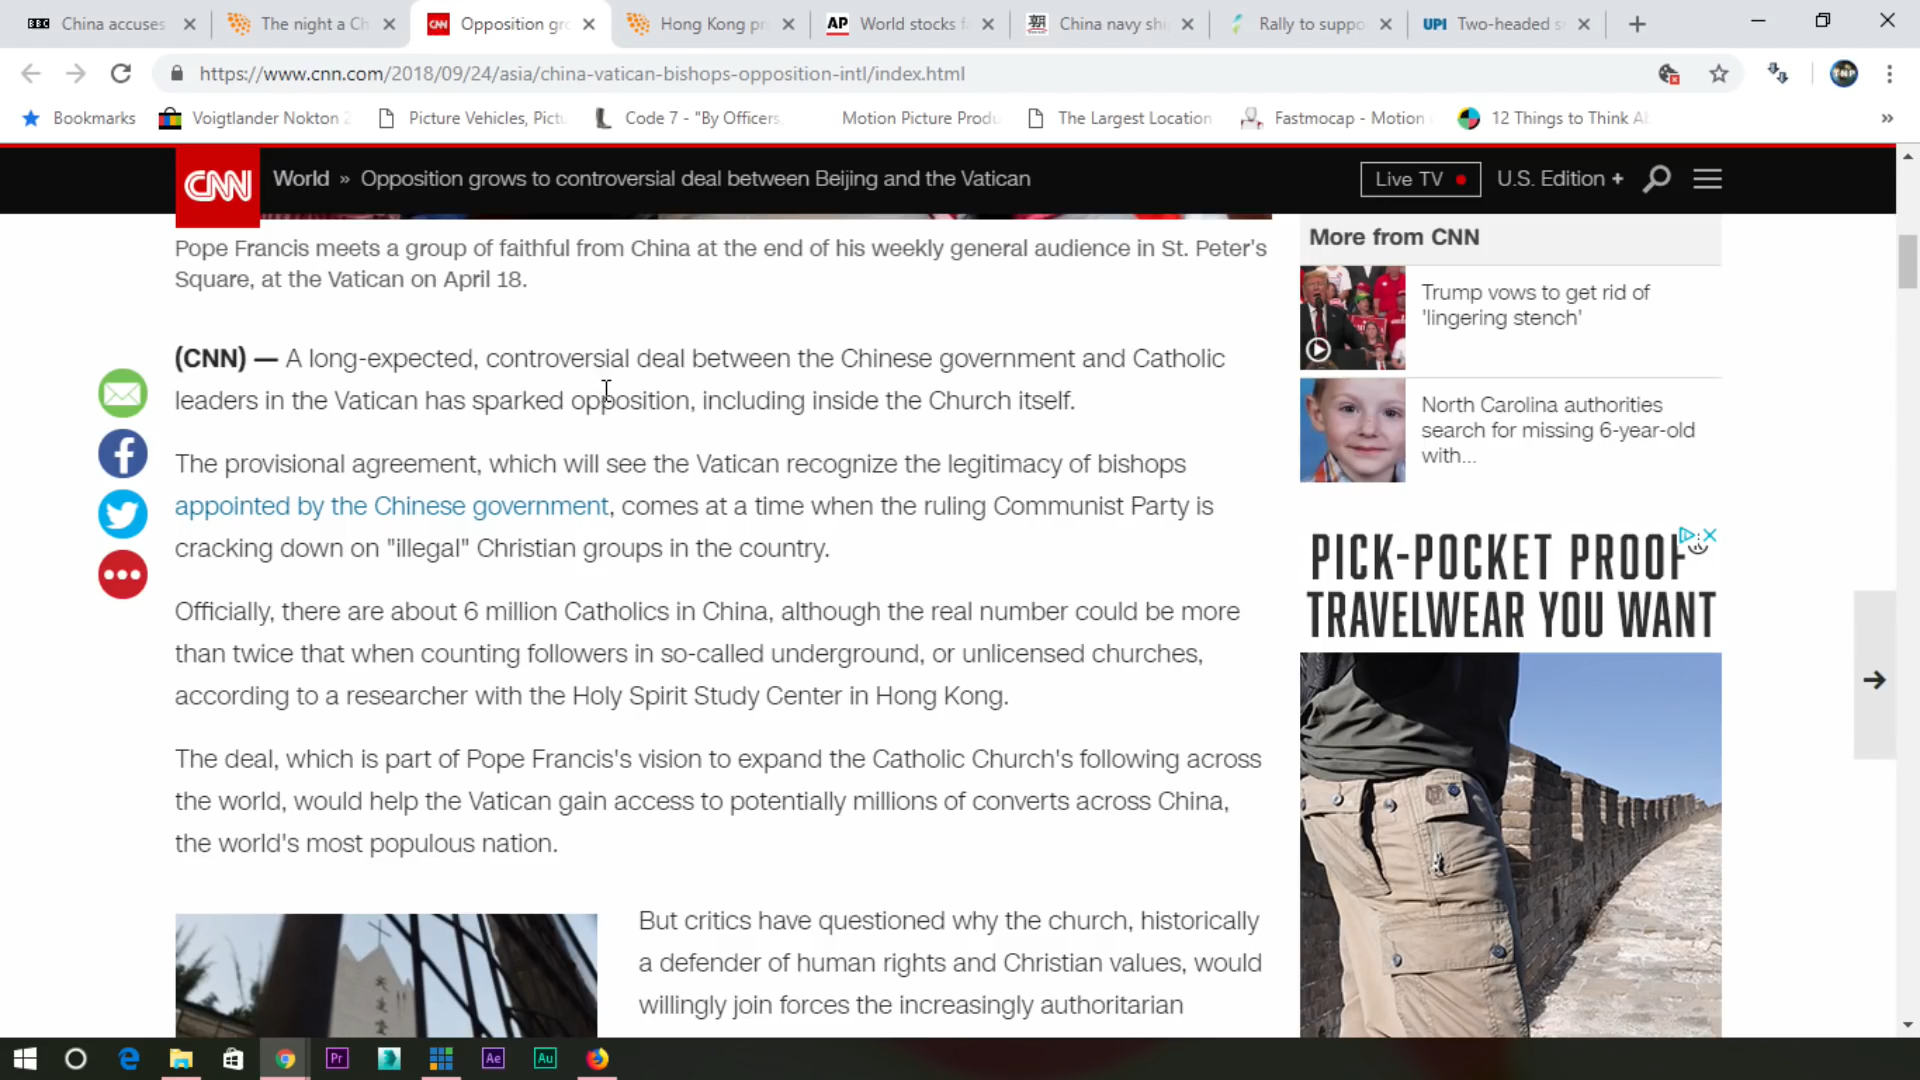 BBC China accuses
The night a Ch
CNN Opposition gro
Hong Kong pr
AP World stocks f
China navy shi
Rally to suppo
UPI Two-headed s
https://www.cnn.com/2018/09/24/asia/china-vatican-bishops-opposition-intl/index.html
TNP
Bookmarks
Voigtlander Nokton 2
Picture Vehicles, Pictu
Code 7 - "By Officers
Motion Picture Produ
The Largest Location
Fastmocap - Motion
12 Things to Think Ab
»
CNN
World » Opposition grows to controversial deal between Beijing and the Vatican
Live TV
U.S. Edition +
Pope Francis meets a group of faithful from China at the end of his weekly general audience in St. Peter's
Square, at the Vatican on April 18.
(CNN) — A long-expected, controversial deal between the Chinese government and Catholic
leaders in the Vatican has sparked opposition, including inside the Church itself.
The provisional agreement, which will see the Vatican recognize the legitimacy of bishops
appointed by the Chinese government, comes at a time when the ruling Communist Party is
cracking down on "illegal" Christian groups in the country.
Officially, there are about 6 million Catholics in China, although the real number could be more
than twice that when counting followers in so-called underground, or unlicensed churches,
according to a researcher with the Holy Spirit Study Center in Hong Kong.
The deal, which is part of Pope Francis's vision to expand the Catholic Church's following across
the world, would help the Vatican gain access to potentially millions of converts across China,
the world's most populous nation.
But critics have questioned why the church, historically
a defender of human rights and Christian values, would
willingly join forces the increasingly authoritarian
More from CNN
Trump vows to get rid of
'lingering stench'
North Carolina authorities
search for missing 6-year-old
with...
PICK-POCKET PROOF
TRAVELWEAR YOU WANT
Pr
Ae
Au